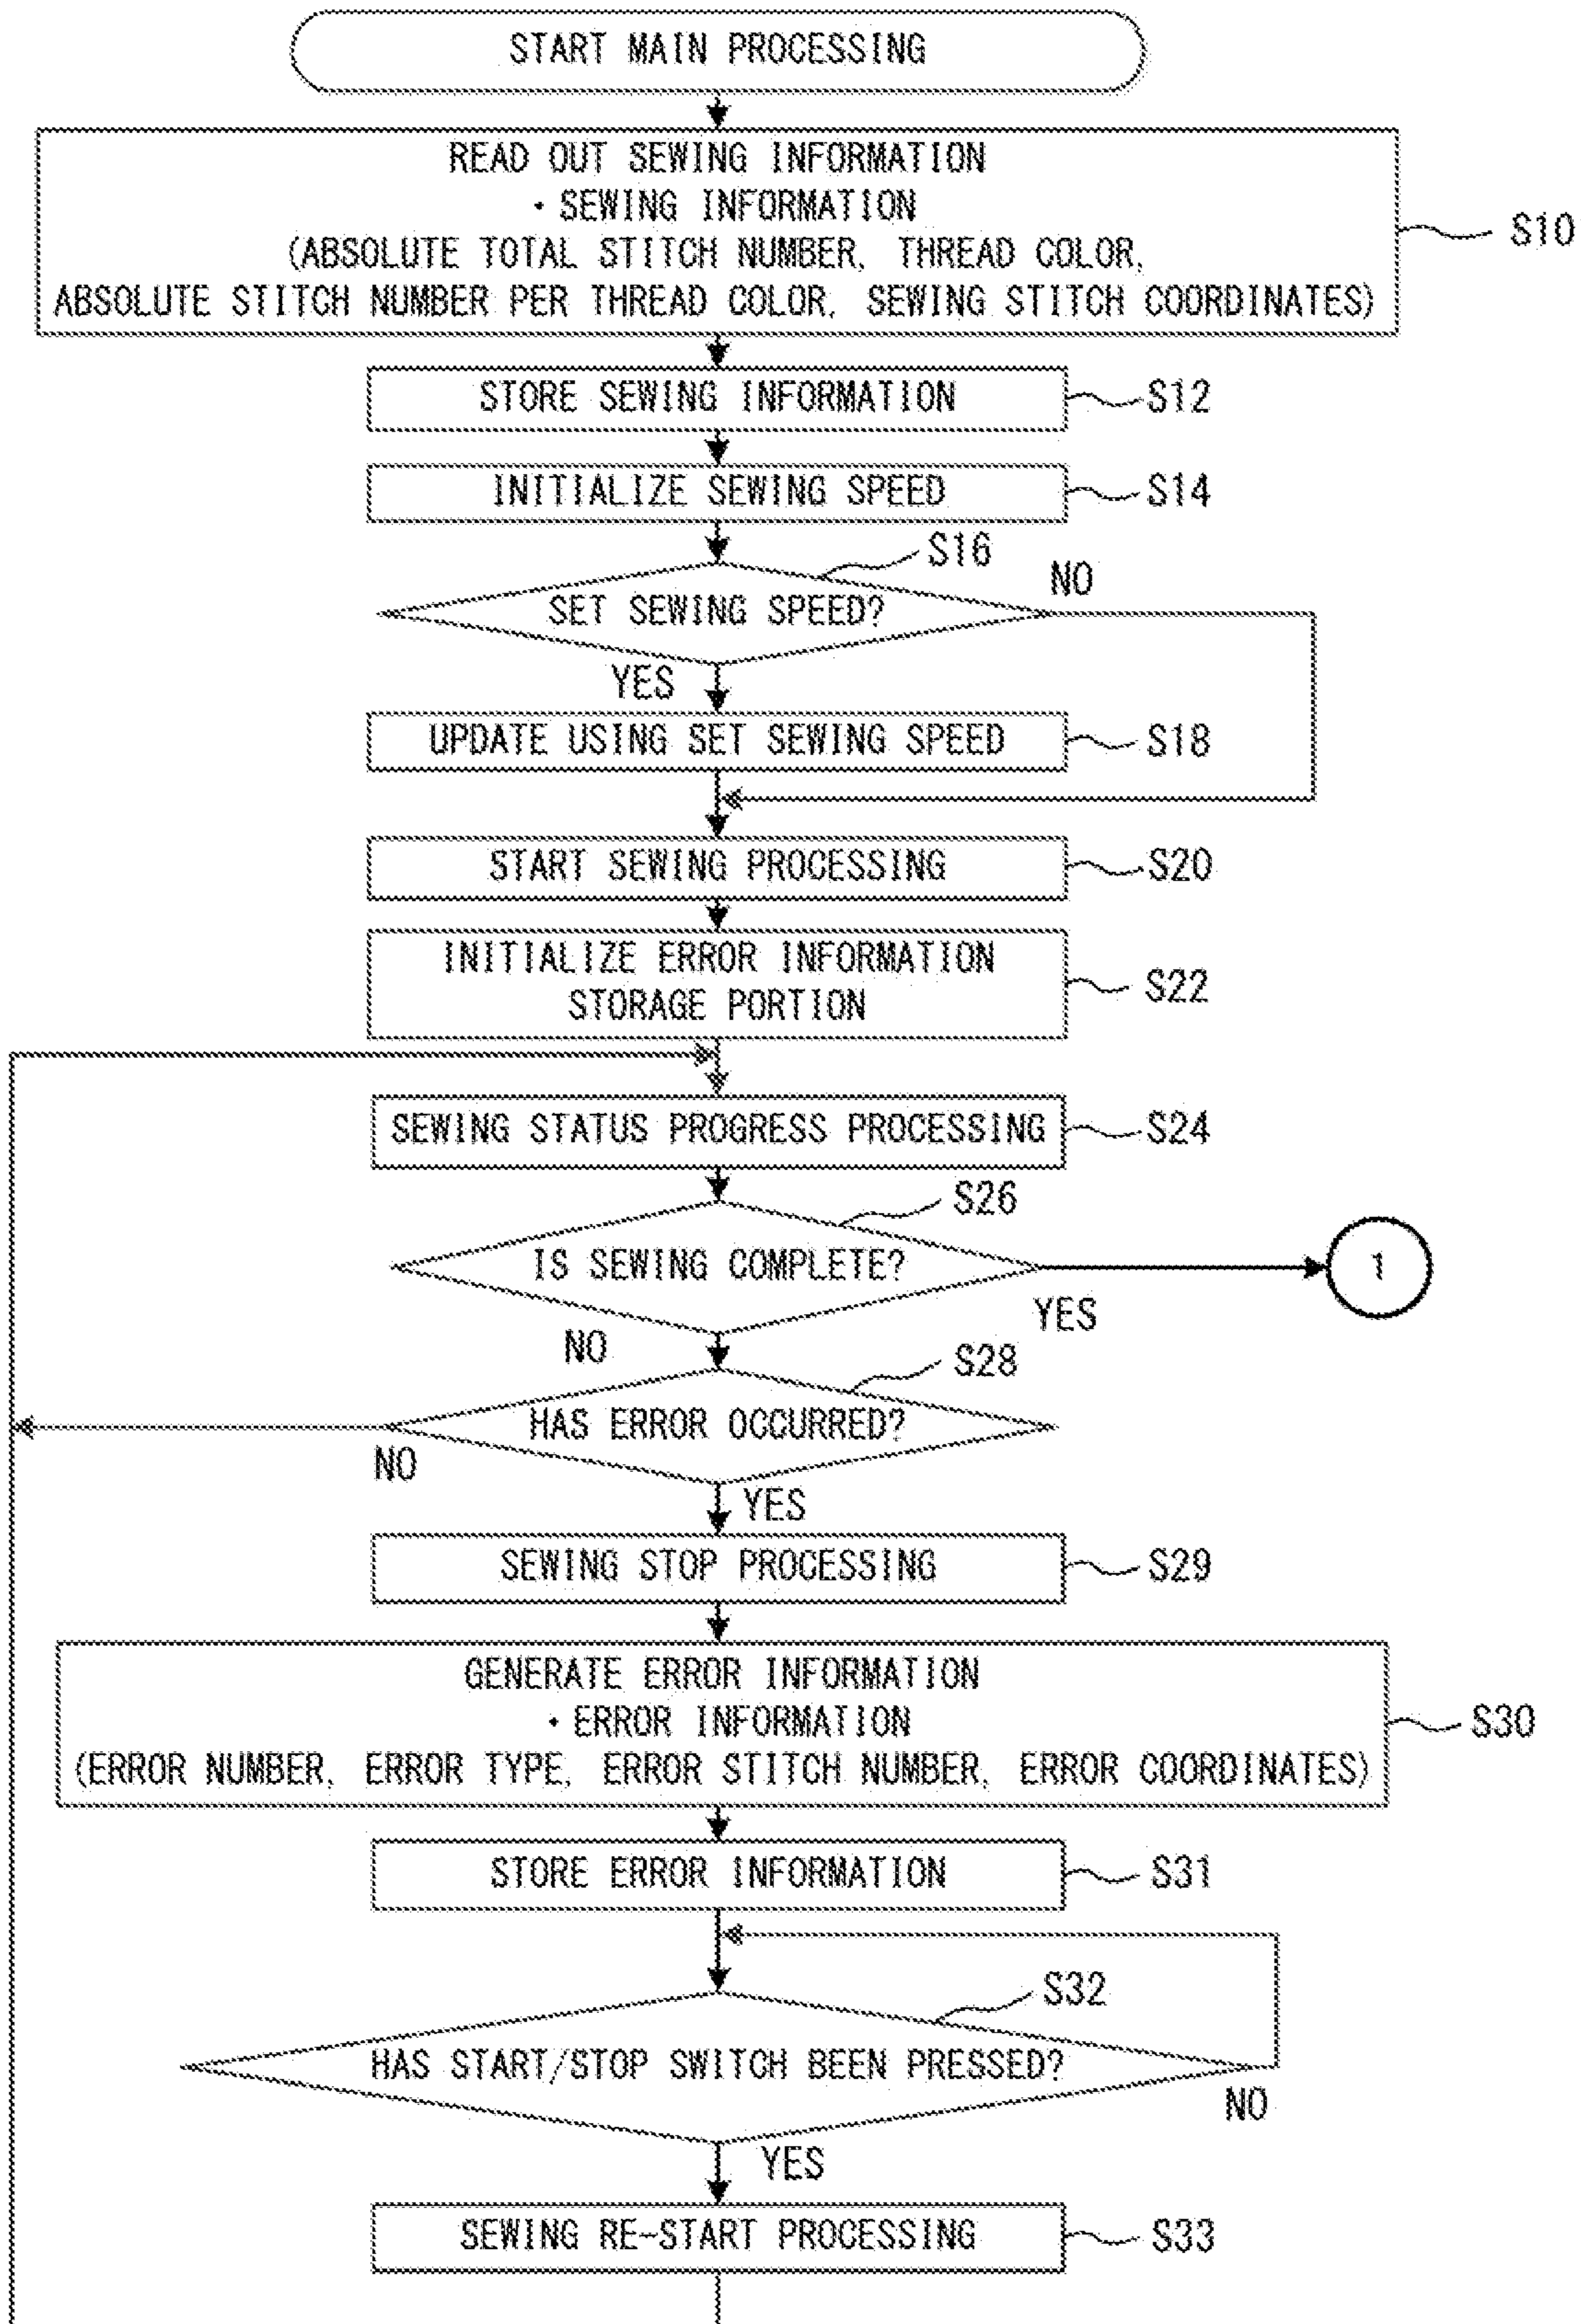 START MAIN PROCESSING
READ OUT SEWING INFORMATION
・SEWING INFORMATION
(ABSOLUTE TOTAL STITCH NUMBER, THREAD COLOR,
ABSOLUTE STITCH NUMBER PER THREAD COLOR, SEWING STITCH COORDINATES)
S10
STORE SEWING INFORMATION
S12
INITIALIZE SEWING SPEED
S14
S16
SET SEWING SPEED?
NO
YES
UPDATE USING SET SEWING SPEED
S18
START SEWING PROCESSING
S20
INITIALIZE ERROR INFORMATION
STORAGE PORTION
S22
SEWING STATUS PROGRESS PROCESSING
S24
S26
IS SEWING COMPLETE?
YES
1
NO
S28
HAS ERROR OCCURRED?
NO
YES
SEWING STOP PROCESSING
S29
GENERATE ERROR INFORMATION
・ERROR INFORMATION
(ERROR NUMBER, ERROR TYPE, ERROR STITCH NUMBER, ERROR COORDINATES)
S30
STORE ERROR INFORMATION
S31
S32
HAS START/STOP SWITCH BEEN PRESSED?
NO
YES
SEWING RE-START PROCESSING
S33